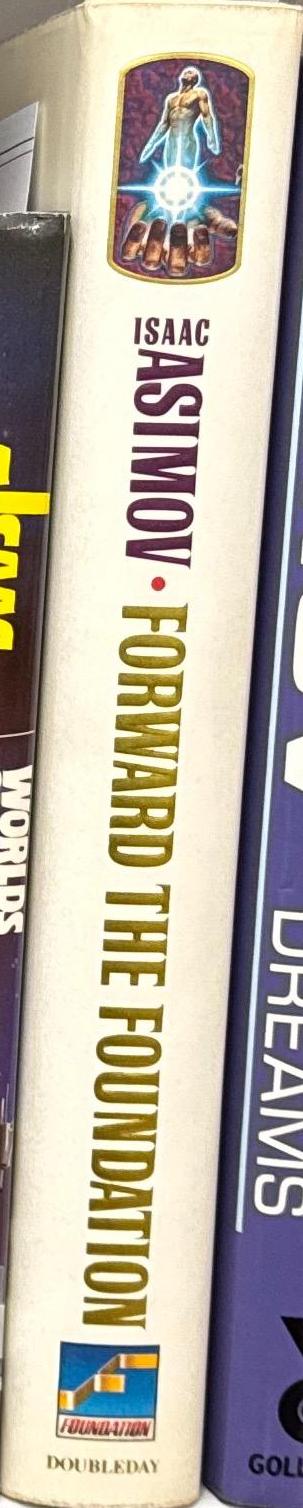 ISAAC
ASIMOV • FORWARD THE FOUNDATION
FOUNDATION
DOUBLEDAY
WORLDS
DREAMS